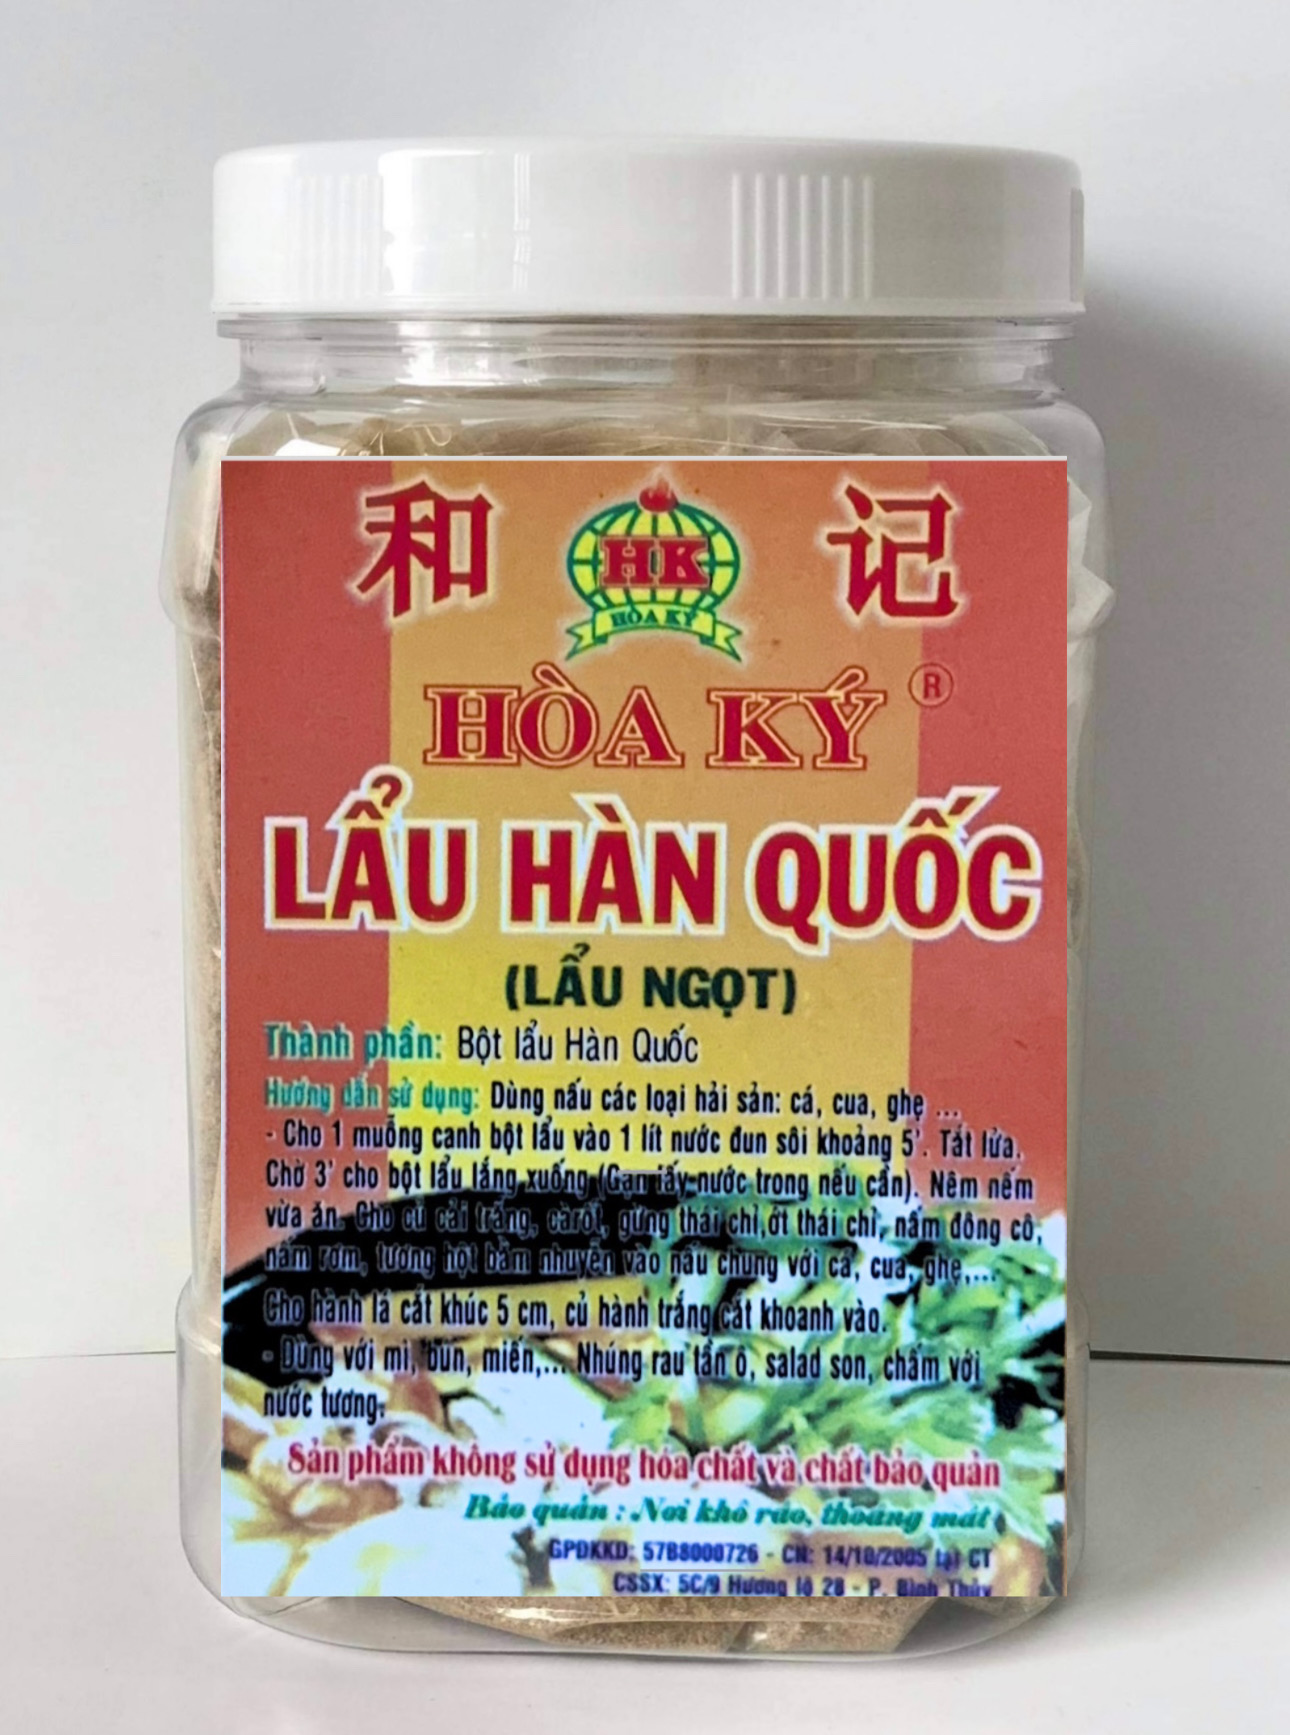 和 HK 记
HÒA KÝ
HÒA KÝ ®
LẨU HÀN QUỐC
(LẨU NGỌT)
Thành phần: Bột lẩu Hàn Quốc
Hướng dẫn sử dụng: Dùng nấu các loại hải sản: cá, cua, ghẹ ...
- Cho 1 muỗng canh bột lẩu vào 1 lít nước đun sôi khoảng 5'. Tắt lửa.
Chờ 3' cho bột lẩu lắng xuống (Gạn lấy nước trong nếu cần). Nêm nếm
vừa ăn. Cho củ cải trắng, càrốt, gừng thái chỉ,ớt thái chỉ, nấm đông cô,
nấm rơm, tương hột bằm nhuyễn vào nấu chung với cá, cua, ghẹ,...
Cho hành lá cắt khúc 5 cm, củ hành trắng cắt khoanh vào.
- Dùng với mì, bún, miến,... Nhúng rau tần ô, salad son, chấm với
nước tương.
Sản phẩm không sử dụng hóa chất và chất bảo quản
Bảo quản : Nơi khô ráo, thoáng mát
GPĐKKD: 57B8000726 - CN: 14/10/2005 tại CT
CSSX: 5C/9 Hương lộ 28 - P. Bình Thủy